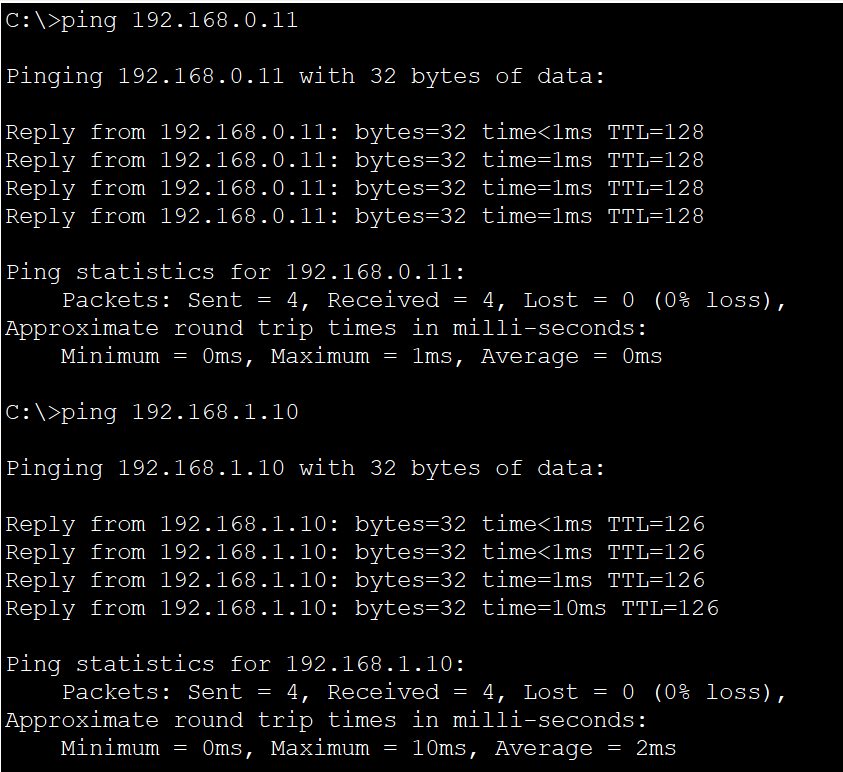 C:\>ping 192.168.0.11
Pinging 192.168.0.11 with 32 bytes of data:
Reply from 192.168.0.11: bytes=32 time<1ms TTL=128
Reply from 192.168.0.11: bytes=32 time=1ms TTL=128
Reply from 192.168.0.11: bytes=32 time=1ms TTL=128
Reply from 192.168.0.11: bytes=32 time=1ms TTL=128
Ping statistics for 192.168.0.11:
    Packets: Sent = 4, Received = 4, Lost = 0 (0% loss),
Approximate round trip times in milli-seconds:
    Minimum = 0ms, Maximum = 1ms, Average = 0ms
C:\>ping 192.168.1.10
Pinging 192.168.1.10 with 32 bytes of data:
Reply from 192.168.1.10: bytes=32 time<1ms TTL=126
Reply from 192.168.1.10: bytes=32 time<1ms TTL=126
Reply from 192.168.1.10: bytes=32 time=1ms TTL=126
Reply from 192.168.1.10: bytes=32 time=10ms TTL=126
Ping statistics for 192.168.1.10:
    Packets: Sent = 4, Received = 4, Lost = 0 (0% loss),
Approximate round trip times in milli-seconds:
    Minimum = 0ms, Maximum = 10ms, Average = 2ms